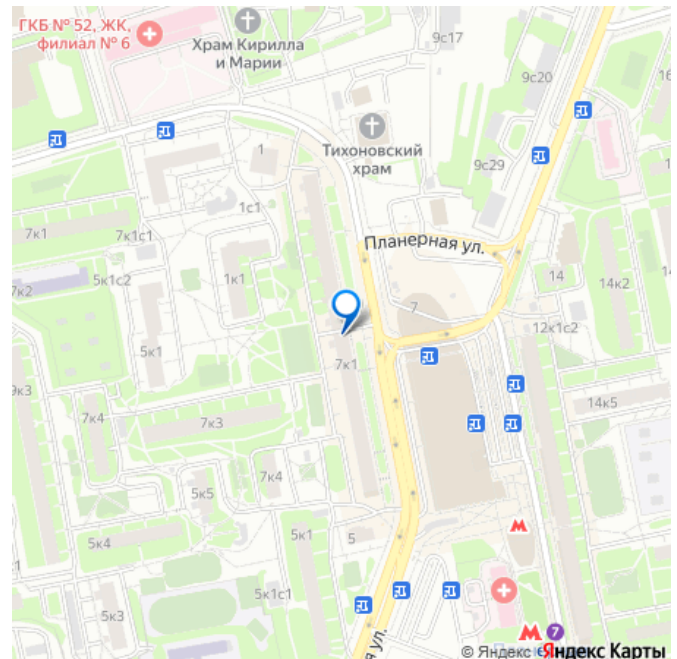 ГКБ № 52, ЖК,
филиал № 6
Храм Кирилла
и Марии
9с17
9с20
16
Тихоновский
храм
9с29
1
1с1
7к1
7к1с1
Планерная ул.
5к1с2
7к2
1к1
14
14к2
7
12к1с2
5к1
7к1
9к3
7к4
7к3
14к5
7к4
5к5
5к4
5к1
5
5к1с1
5к3
7
ая ул.
© Яндекс
Яндекс Карты